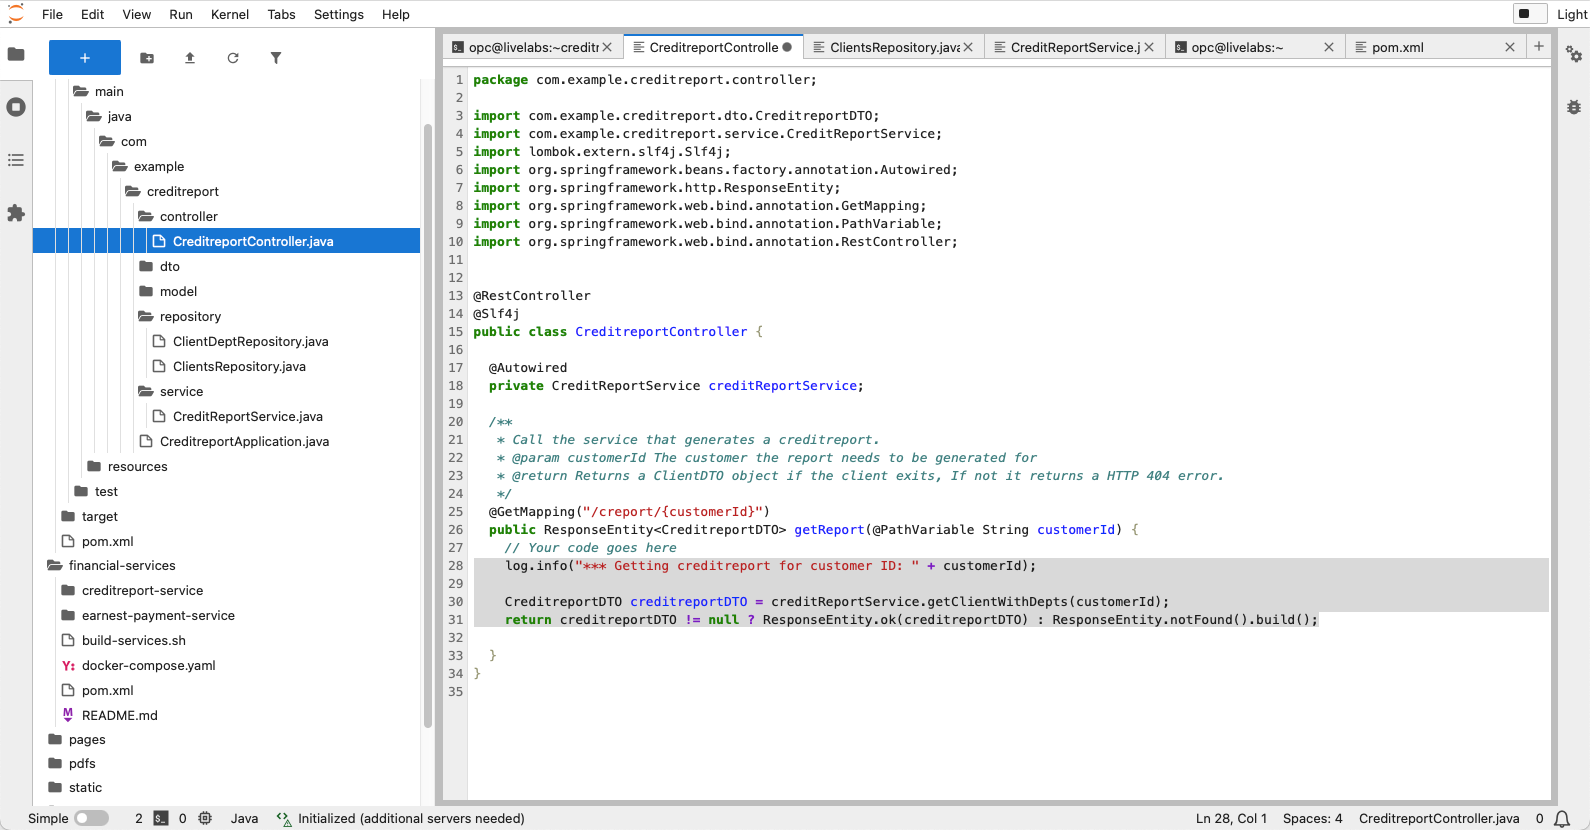 File Edit View Run Kernel Tabs Settings Help
Light
+
main
java
com
example
creditreport
controller
CreditreportController.java
dto
model
repository
ClientDeptRepository.java
ClientsRepository.java
service
CreditReportService.java
CreditreportApplication.java
resources
test
target
pom.xml
financial-services
creditreport-service
earnest-payment-service
build-services.sh
Y: docker-compose.yaml
pom.xml
M README.md
pages
pdfs
static
opc@livelabs:~creditr CreditreportControlle ClientsRepository.java CreditReportService.j opc@livelabs:~ pom.xml +
1 package com.example.creditreport.controller;
2
3 import com.example.creditreport.dto.CreditreportDTO;
4 import com.example.creditreport.service.CreditReportService;
5 import lombok.extern.slf4j.Slf4j;
6 import org.springframework.beans.factory.annotation.Autowired;
7 import org.springframework.http.ResponseEntity;
8 import org.springframework.web.bind.annotation.GetMapping;
9 import org.springframework.web.bind.annotation.PathVariable;
10 import org.springframework.web.bind.annotation.RestController;
11
12
13 @RestController
14 @Slf4j
15 public class CreditreportController {
16
17 @Autowired
18 private CreditReportService creditReportService;
19
20 /**
21 * Call the service that generates a creditreport.
22 * @param customerId The customer the report needs to be generated for
23 * @return Returns a ClientDTO object if the client exits, If not it returns a HTTP 404 error.
24 */
25 @GetMapping("/creport/{customerId}")
26 public ResponseEntity<CreditreportDTO> getReport(@PathVariable String customerId) {
27 // Your code goes here
28 log.info("*** Getting creditreport for customer ID: " + customerId);
29
30 CreditreportDTO creditreportDTO = creditReportService.getClientWithDepts(customerId);
31 return creditreportDTO != null ? ResponseEntity.ok(creditreportDTO) : ResponseEntity.notFound().build();
32
33 }
34 }
35
Simple 2 $_ 0 Java Initialized (additional servers needed) Ln 28, Col 1 Spaces: 4 CreditreportController.java 0